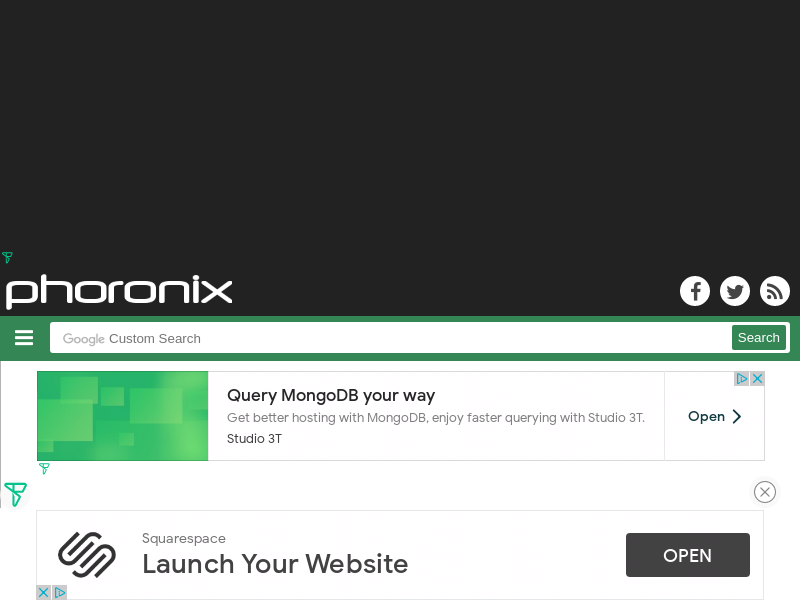 phoronix
Google Custom Search
Search
Query MongoDB your way
Get better hosting with MongoDB, enjoy faster querying with Studio 3T.
Studio 3T
Open
Squarespace
Launch Your Website
OPEN